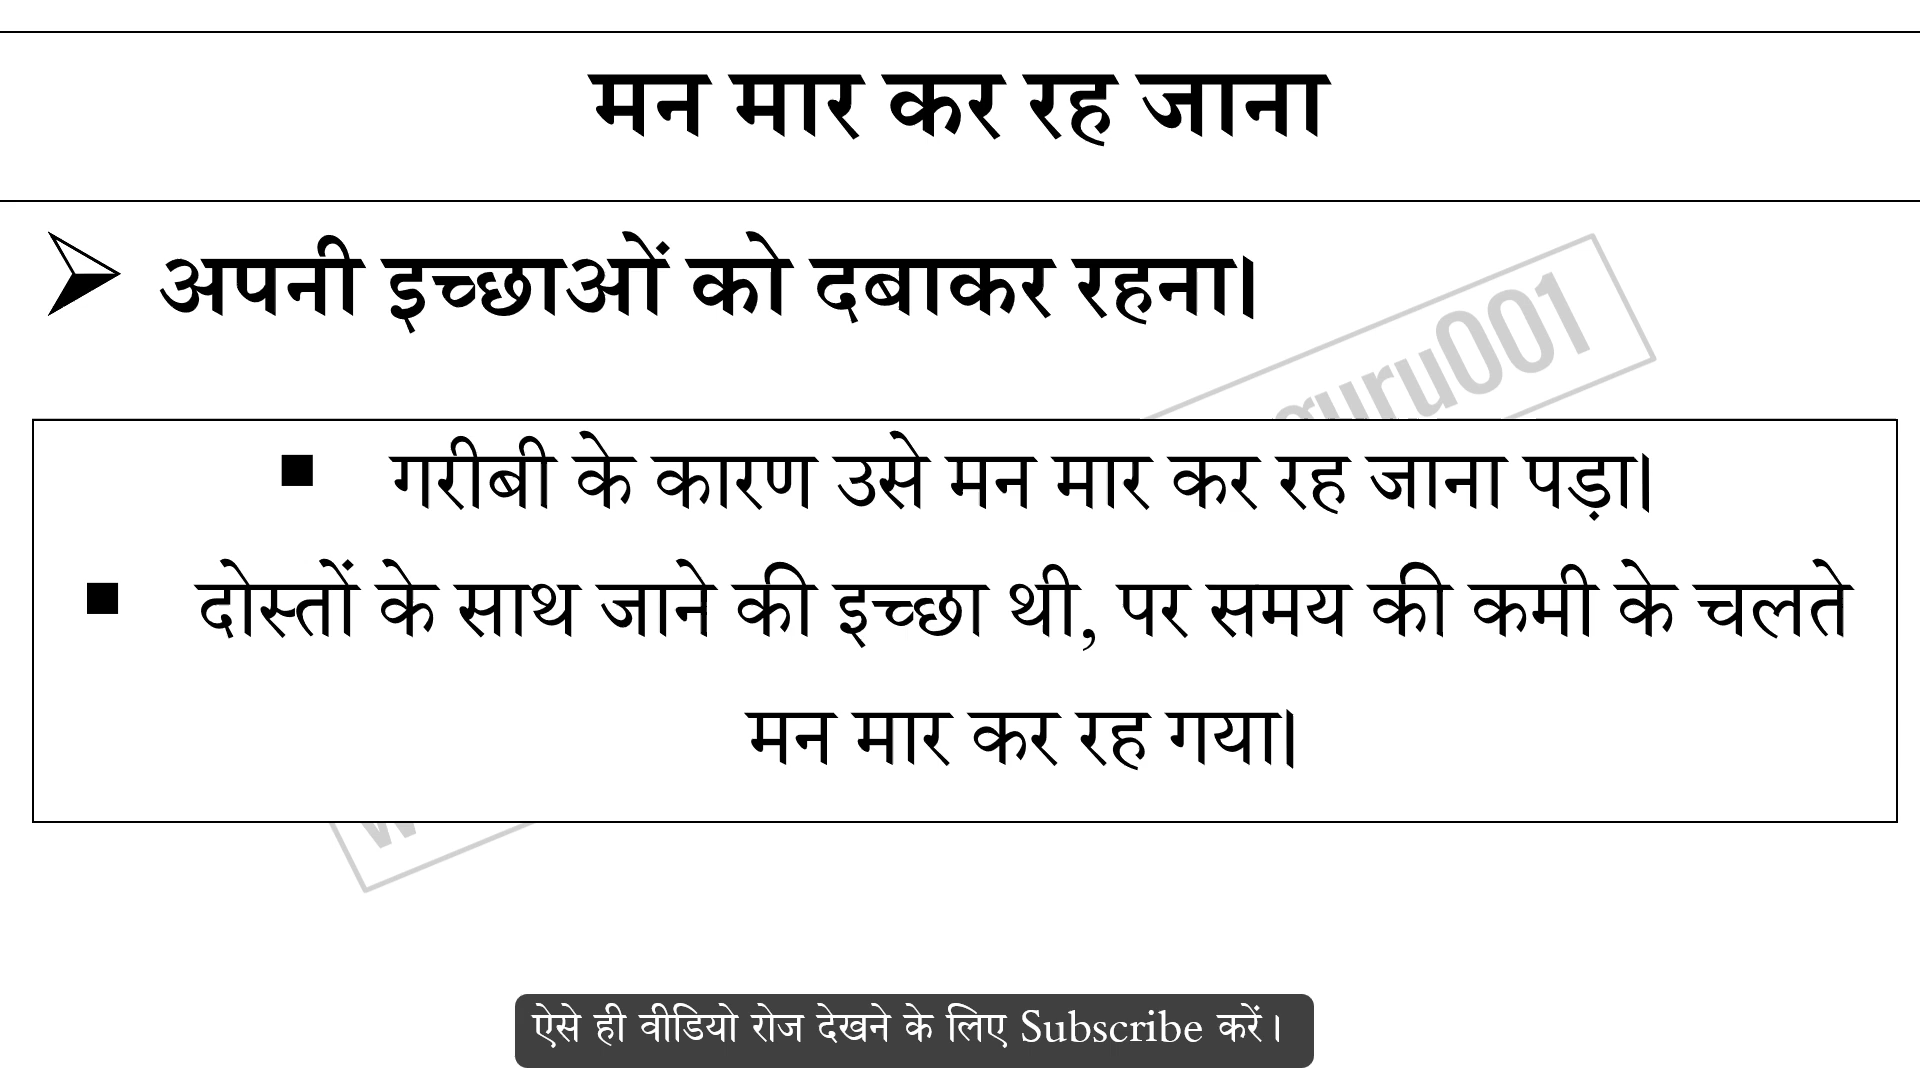 मन मार कर रह जाना
अपनी इच्छाओं को दबाकर रहना।
guru001
गरीबी के कारण उसे मन मार कर रह जाना पड़ा।
दोस्तों के साथ जाने की इच्छा थी, पर समय की कमी के चलते
मन मार कर रह गया।
ऐसे ही वीडियो रोज देखने के लिए Subscribe करें।